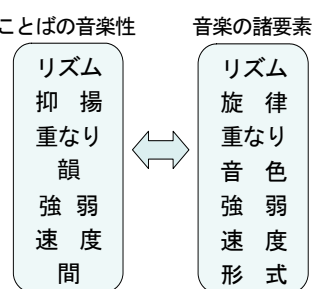 ことばの音楽性
リズム
抑 揚
重なり
韻
強 弱
速 度
間
音楽の諸要素
リズム
旋 律
重なり
音 色
強 弱
速 度
形 式